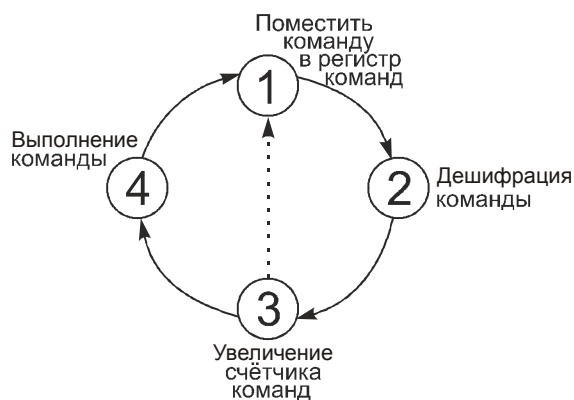 Поместить
команду
в регистр
команд
1
Выполнение
команды
4
2
Дешифрация
команды
3
Увеличение
счётчика
команд